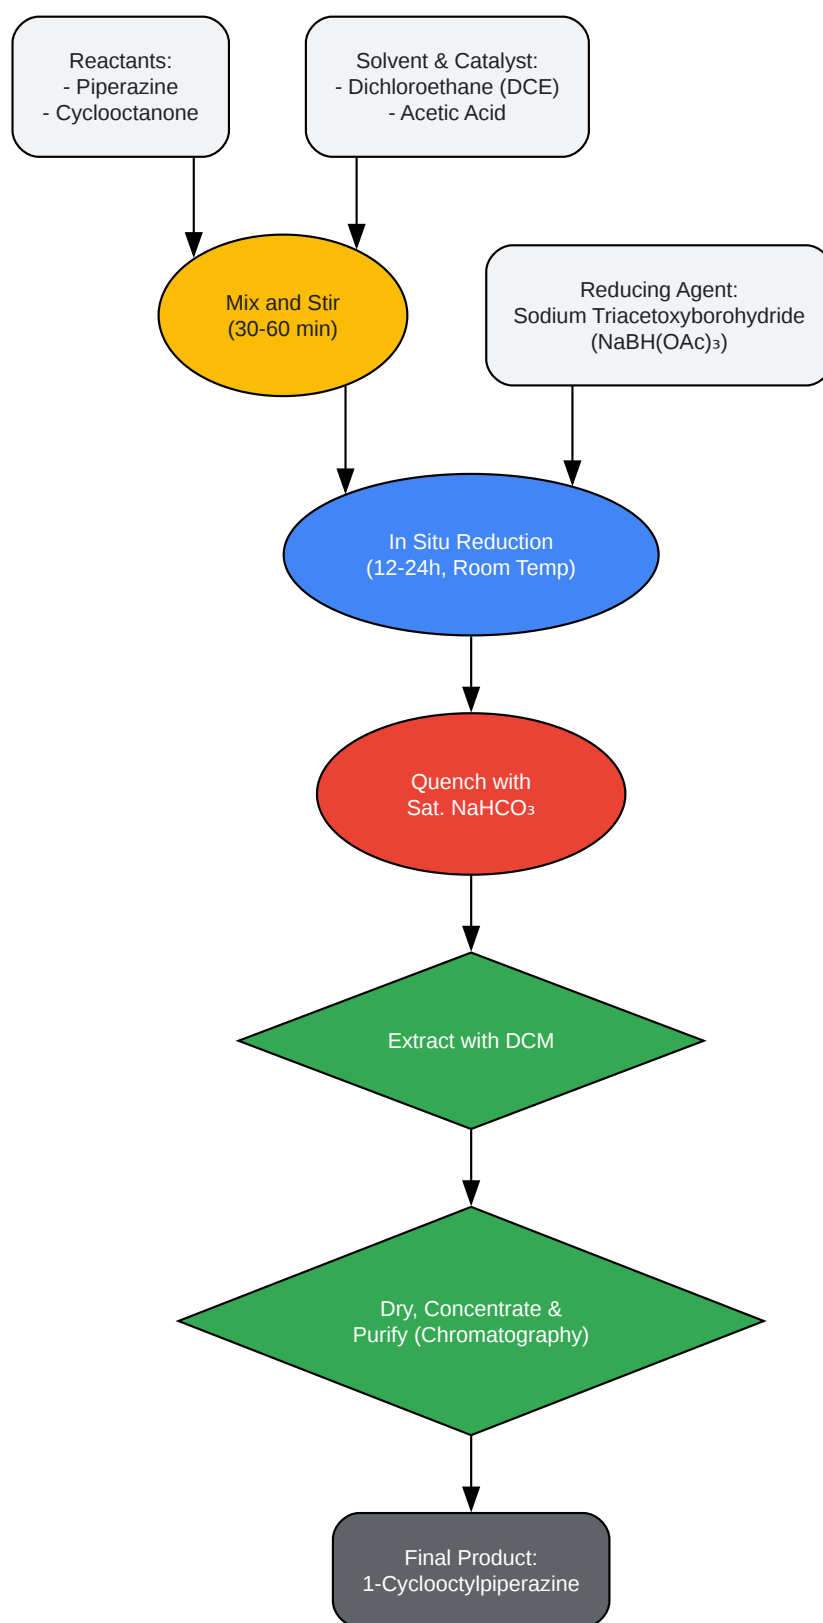 Reactants:
- Piperazine
- Cyclooctanone
Solvent & Catalyst:
- Dichloroethane (DCE)
- Acetic Acid
Mix and Stir
(30-60 min)
Reducing Agent:
Sodium Triacetoxyborohydride
(NaBH(OAc)₃)
In Situ Reduction
(12-24h, Room Temp)
Quench with
Sat. NaHCO₃
Extract with DCM
Dry, Concentrate &
Purify (Chromatography)
Final Product:
1-Cyclooctylpiperazine